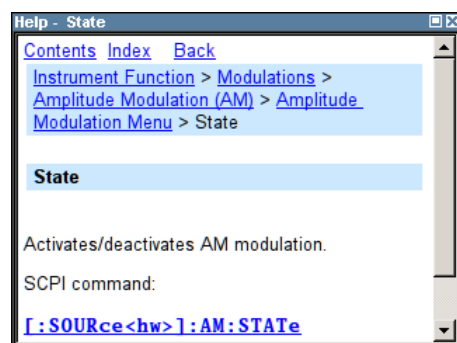 Help - State
Contents Index Back
Instrument Function > Modulations >
Amplitude Modulation (AM) > Amplitude
Modulation Menu > State
State
Activates/deactivates AM modulation.
SCPI command:
[:SOURce<hw>]:AM:STATe